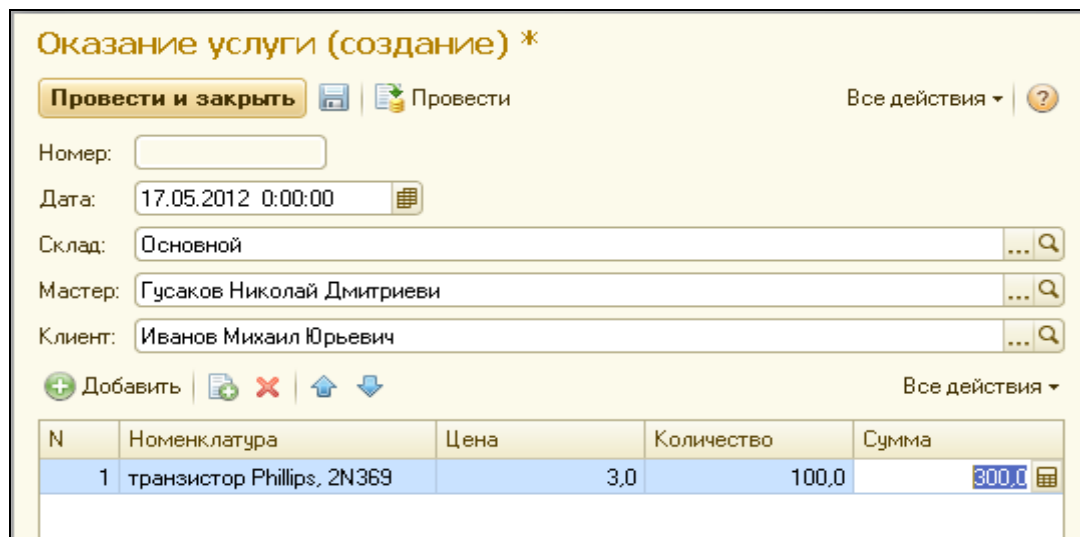 Оказание услуги (создание) *
Провести и закрыть Провести Все действия ?
Номер:
Дата: 17.05.2012 0:00:00
Склад: Основной ...
Мастер: Гусаков Николай Дмитриеви ...
Клиент: Иванов Михаил Юрьевич ...
Добавить Все действия
N Номенклатура Цена Количество Сумма
1 транзистор Phillips, 2N369 3,0 100,0 300,0